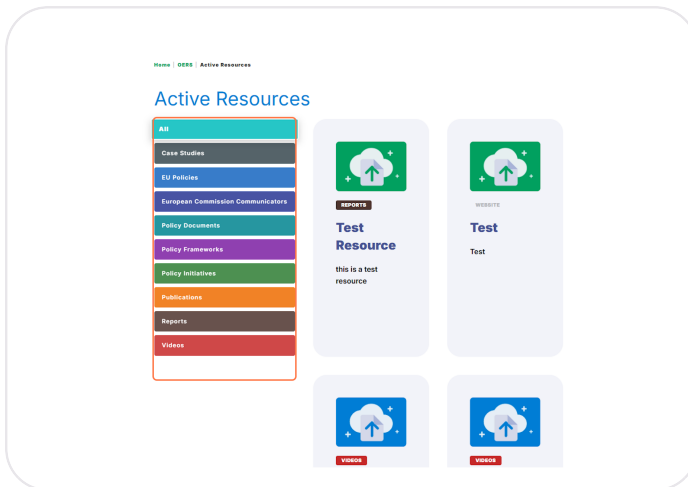 Home | OERS | Active Resources
Active Resources
All
Case Studies
EU Policies
European Commission Communicators
Policy Documents
Policy Frameworks
Policy Initiatives
Publications
Reports
Videos
REPORTS
Test
Resource
this is a test
resource
WEBSITE
Test
Test
VIDEOS
VIDEOS